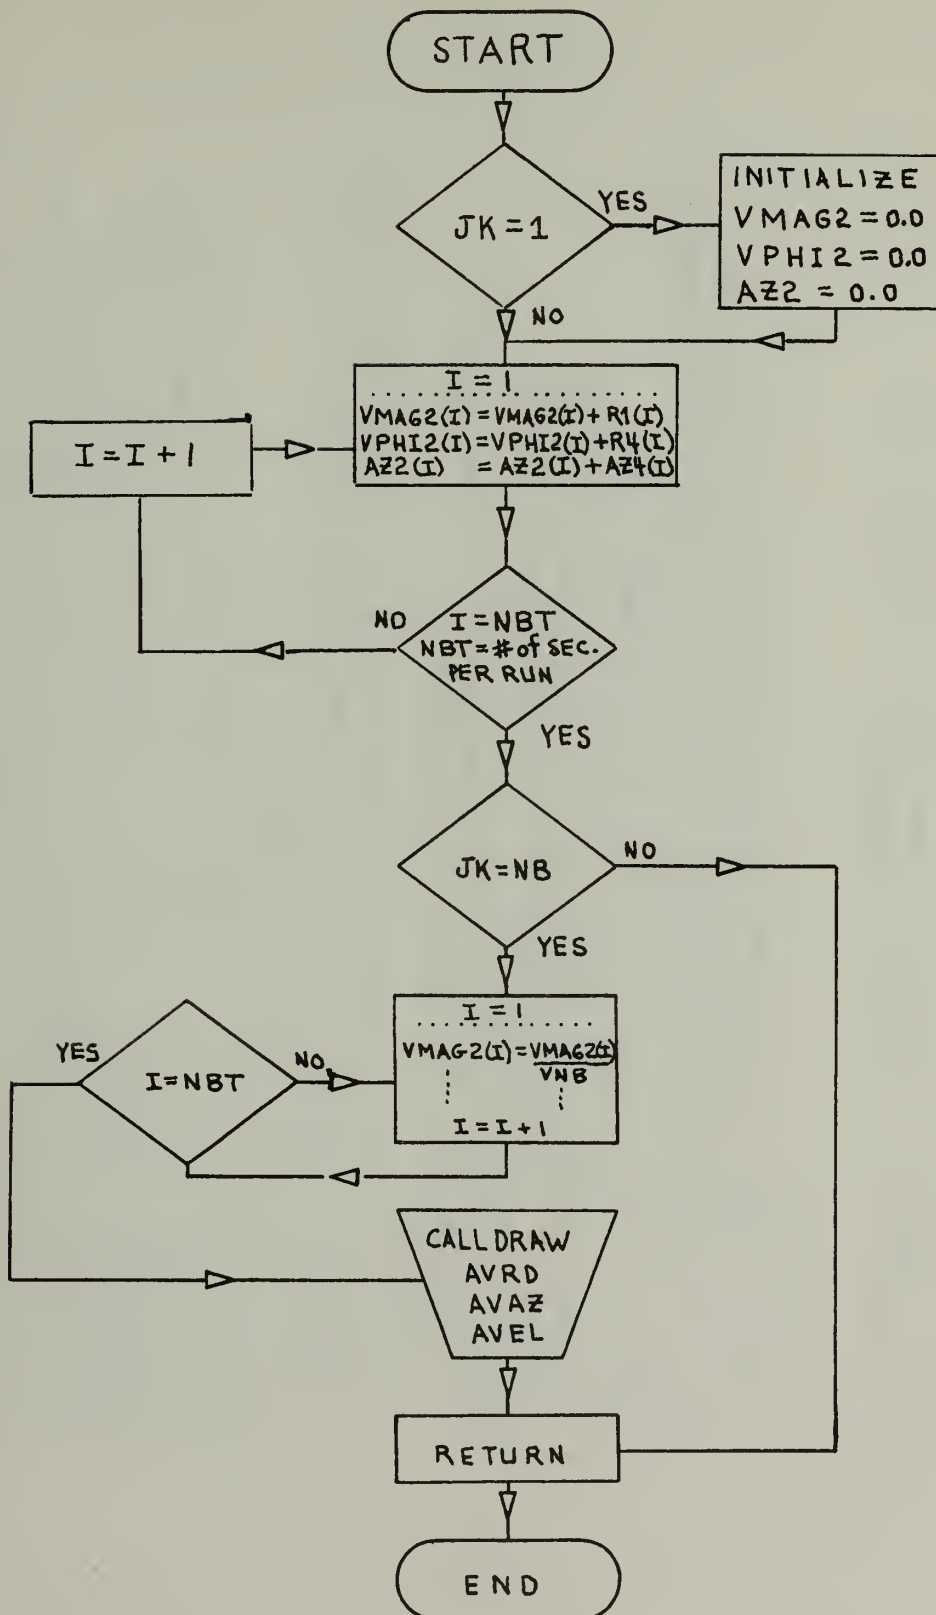 START
JK = 1
YES
INITIALIZE
VMAG2 = 0.0
VPHI2 = 0.0
AZ2 = 0.0
NO
I = 1
VMAG2(I) = VMAG2(I) + R1(I)
VPHI2(I) = VPHI2(I) + R4(I)
AZ2(I) = AZ2(I) + AZ4(I)
I = I + 1
NO
I = NBT
NBT = # of SEC.
PER RUN
YES
JK = NB
NO
YES
I = 1
VMAG2(I) = VMAG2(I)
VNB
I = I + 1
YES
I = NBT
NO
CALL DRAW
AVRD
AVAZ
AVEL
RETURN
END